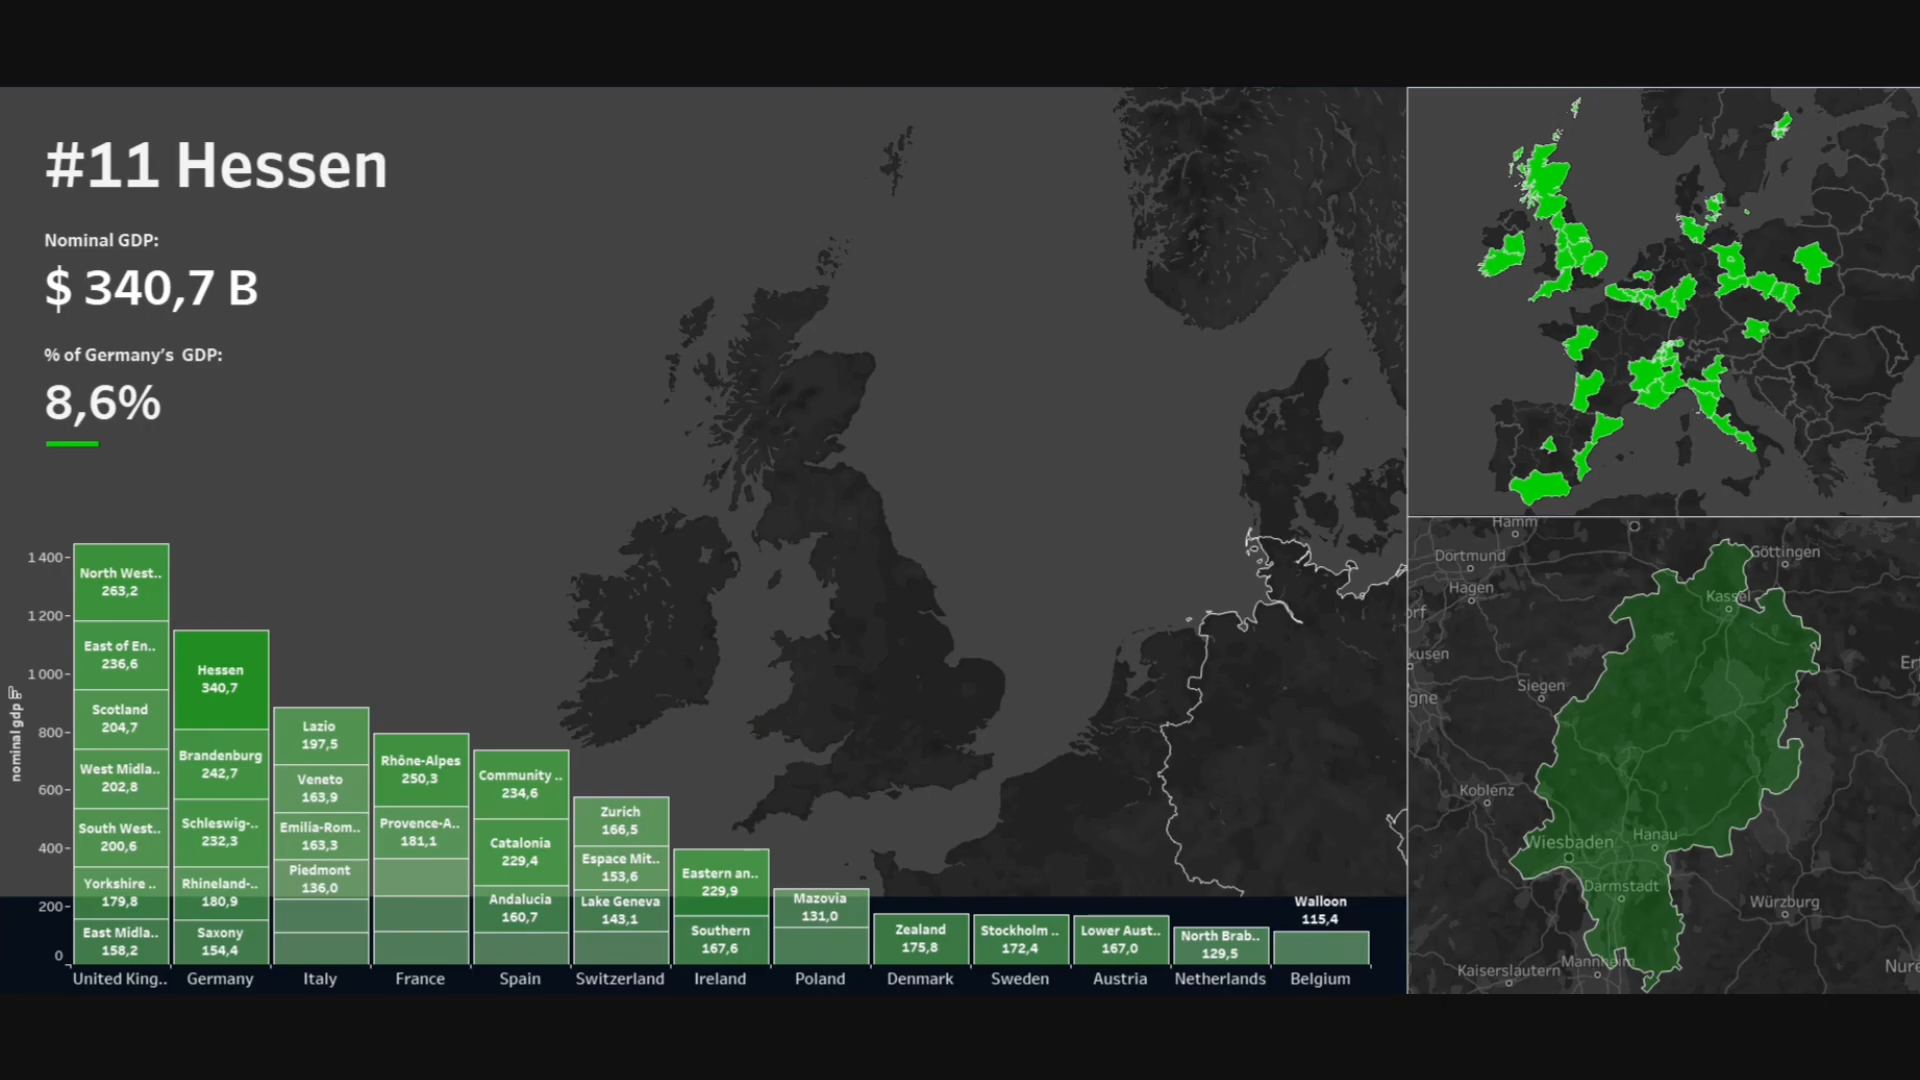 #11 Hessen
Nominal GDP:
$ 340,7 B
% of Germany's GDP:
8,6%
nominal gdp
1 400
1 200
1 000
800
600
400
200
0
North West..
263,2
East of En..
236,6
Scotland
204,7
West Midla..
202,8
South West..
200,6
Yorkshire ..
179,8
East Midla..
158,2
United King..
Hessen
340,7
Brandenburg
242,7
Schleswig-..
232,3
Rhineland-..
180,9
Saxony
154,4
Germany
Lazio
197,5
Veneto
163,9
Emilia-Rom..
163,3
Piedmont
136,0
Italy
Rhône-Alpes
250,3
Provence-A..
181,1
France
Community ..
234,6
Catalonia
229,4
Andalucia
160,7
Spain
Zurich
166,5
Espace Mit..
153,6
Lake Geneva
143,1
Switzerland
Eastern an..
229,9
Southern
167,6
Ireland
Mazovia
131,0
Poland
Zealand
175,8
Denmark
Stockholm ..
172,4
Sweden
Lower Aust..
167,0
Austria
North Brab..
129,5
Netherlands
Walloon
115,4
Belgium
Hamm
Dortmund
Göttingen
Hagen
Kassel
orf
kusen
Er
Siegen
gne
Koblenz
Hanau
Wiesbaden
Darmstadt
Würzburg
Mannheim
Kaiserslautern
Nure